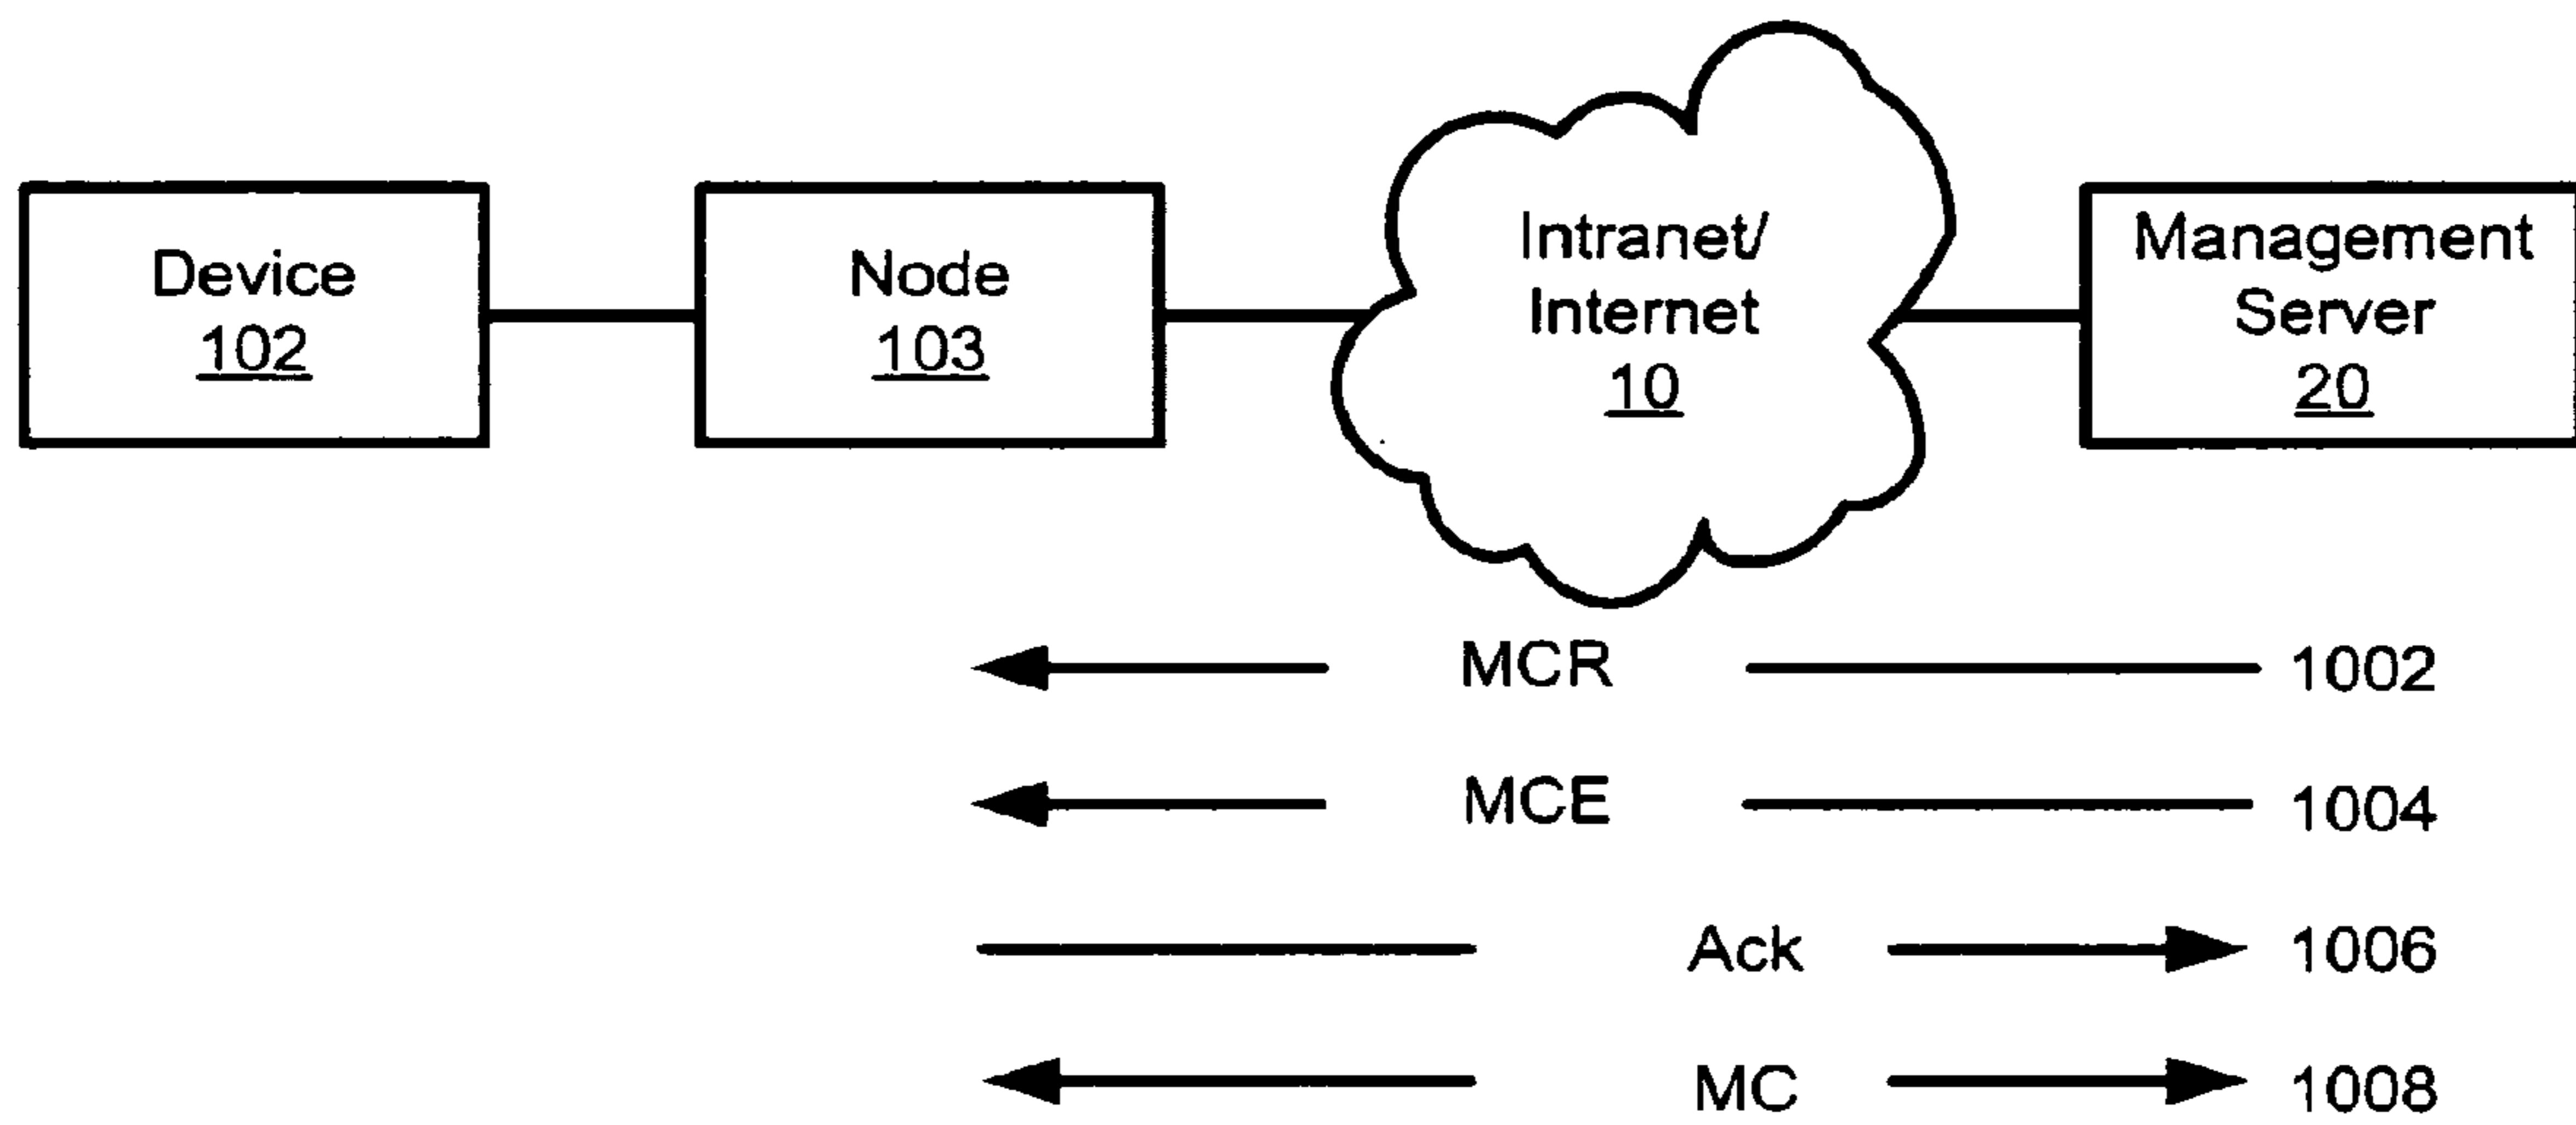 Device
102
Node
103
Intranet/
Internet
10
Management
Server
20
MCR 1002
MCE 1004
Ack 1006
MC 1008